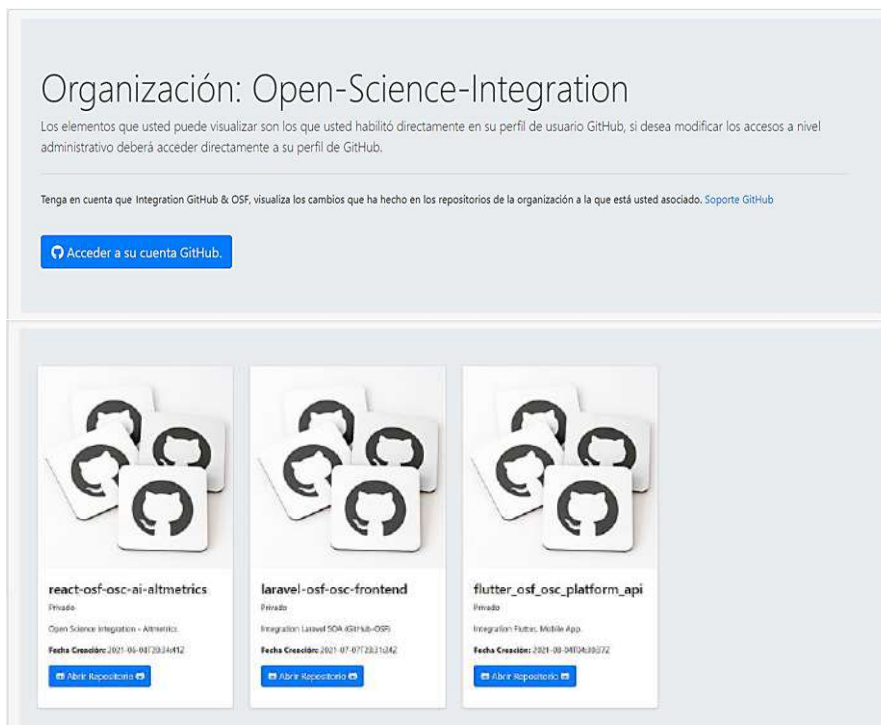 Organización: Open-Science-Integration
Los elementos que usted puede visualizar son los que usted habilitó directamente en su perfil de usuario GitHub, si desea modificar los accesos a nivel
administrativo deberá acceder directamente a su perfil de GitHub.
Tenga en cuenta que Integration GitHub & OSF, visualiza los cambios que ha hecho en los repositorios de la organización a la que está usted asociado. Soporte GitHub
Acceder a su cuenta GitHub.
react-osf-osc-ai-altmetrics
Privado
Open Science Integration - Altmetrics.
Fecha Creación:
Abrir Repositorio
laravel-osf-osc-frontend
Privado
Integration Laravel SOA (GitHub-OSF)
Fecha Creación:
Abrir Repositorio
flutter_osf_osc_platform_api
Privado
Integration Flutter, Mobile App.
Fecha Creación:
Abrir Repositorio